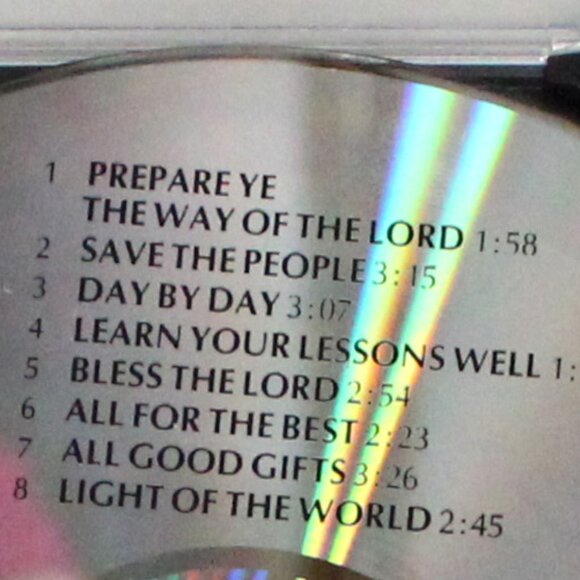 1 PREPARE YE
THE WAY OF THE LORD 1:58
2 SAVE THE PEOPLE 3:15
3 DAY BY DAY 3:07
4 LEARN YOUR LESSONS WELL 1:
5 BLESS THE LORD 2:54
6 ALL FOR THE BEST 2:23
7 ALL GOOD GIFTS 3:26
8 LIGHT OF THE WORLD 2:45